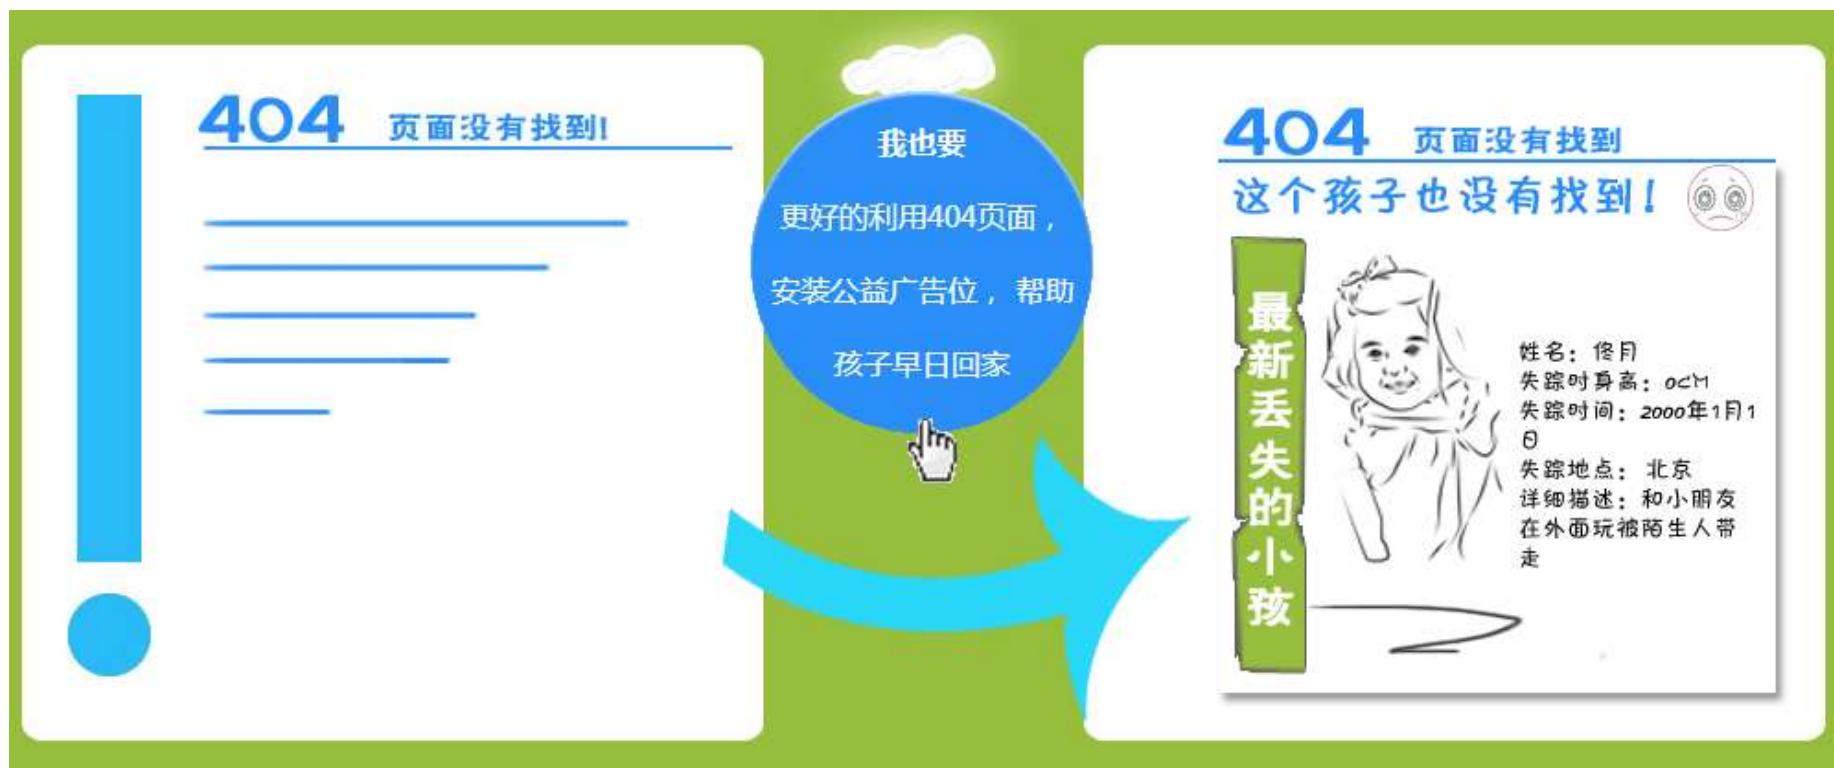 404 页面没有找到!
我也要
更好的利用404页面，
安装公益广告位， 帮助
孩子早日回家
404 页面没有找到
这个孩子也没有找到！
最新丢失的小孩
姓名：佟月
失踪时身高：0CM
失踪时间：2000年1月1
日
失踪地点： 北京
详细描述：和小朋友
在外面玩被陌生人带
走